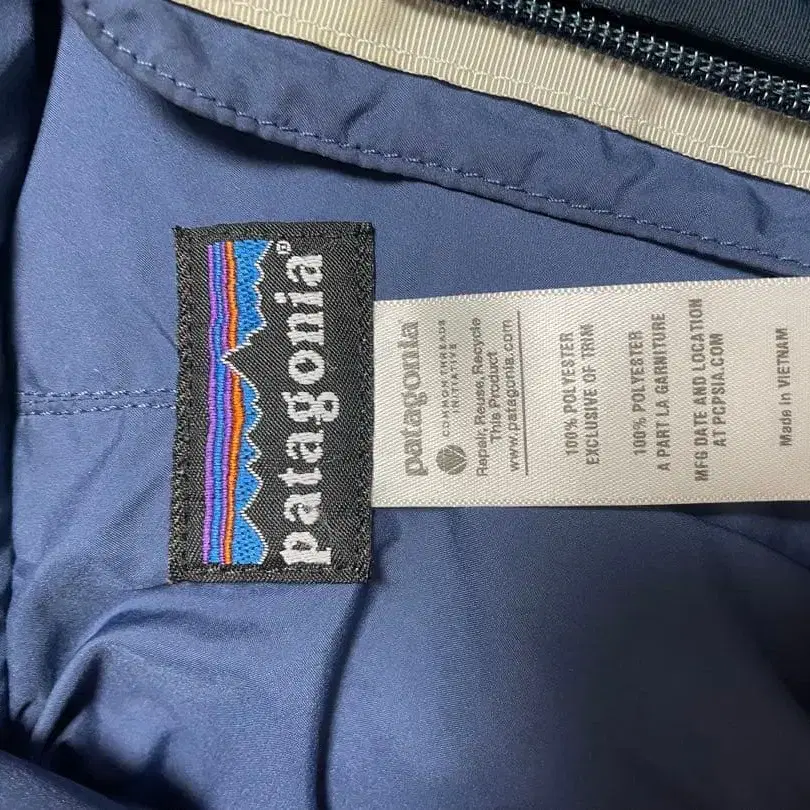 patagonia®
patagonia
COMMON THREADS
INITIATIVE
Repair, Reuse, Recycle
This Product
www.patagonia.com
100% POLYESTER
EXCLUSIVE OF TRIM
100% POLYESTER
A PART LA GARNITURE
MFG DATE AND LOCATION
AT PCPSIA.COM
Made in VIETNAM